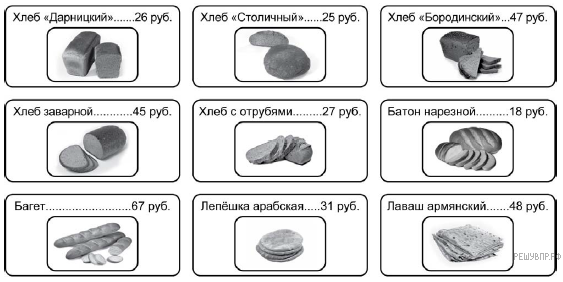 Хлеб «Дарницкий»......26 руб.
Хлеб «Столичный»....25 руб.
Хлеб «Бородинский»..47 руб.
Хлеб заварной............45 руб.
Хлеб с отрубями.........27 руб.
Батон нарезной..........18 руб.
Багет..........................67 руб.
Лепёшка арабская.....31 руб.
Лаваш армянский.......48 руб.
РЕШУВПР.РФ